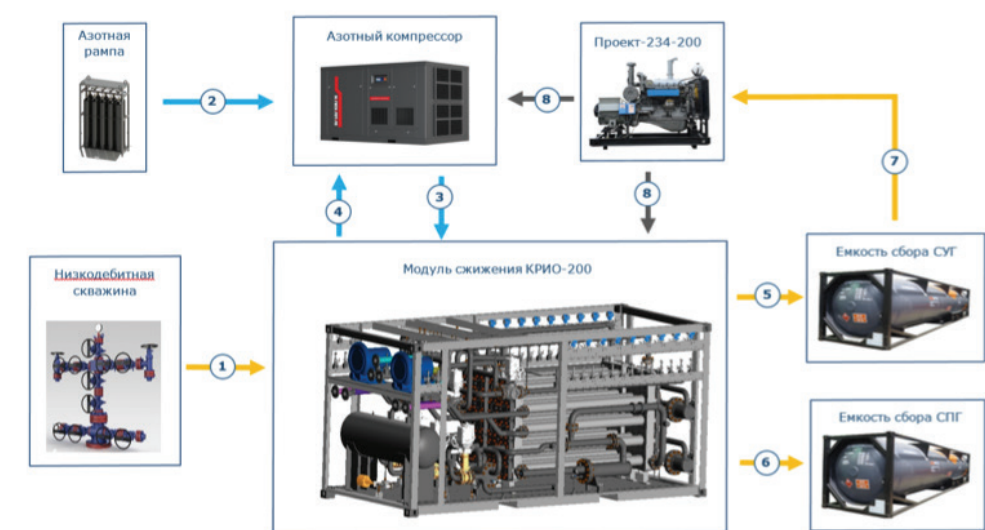 Азотная
рампа
Азотный компрессор
Проект-234-200
2
8
7
4
3
8
Низкодебитная
скважина
Модуль сжижения КРИО-200
Емкость сбора СУГ
5
1
Емкость сбора СПГ
6